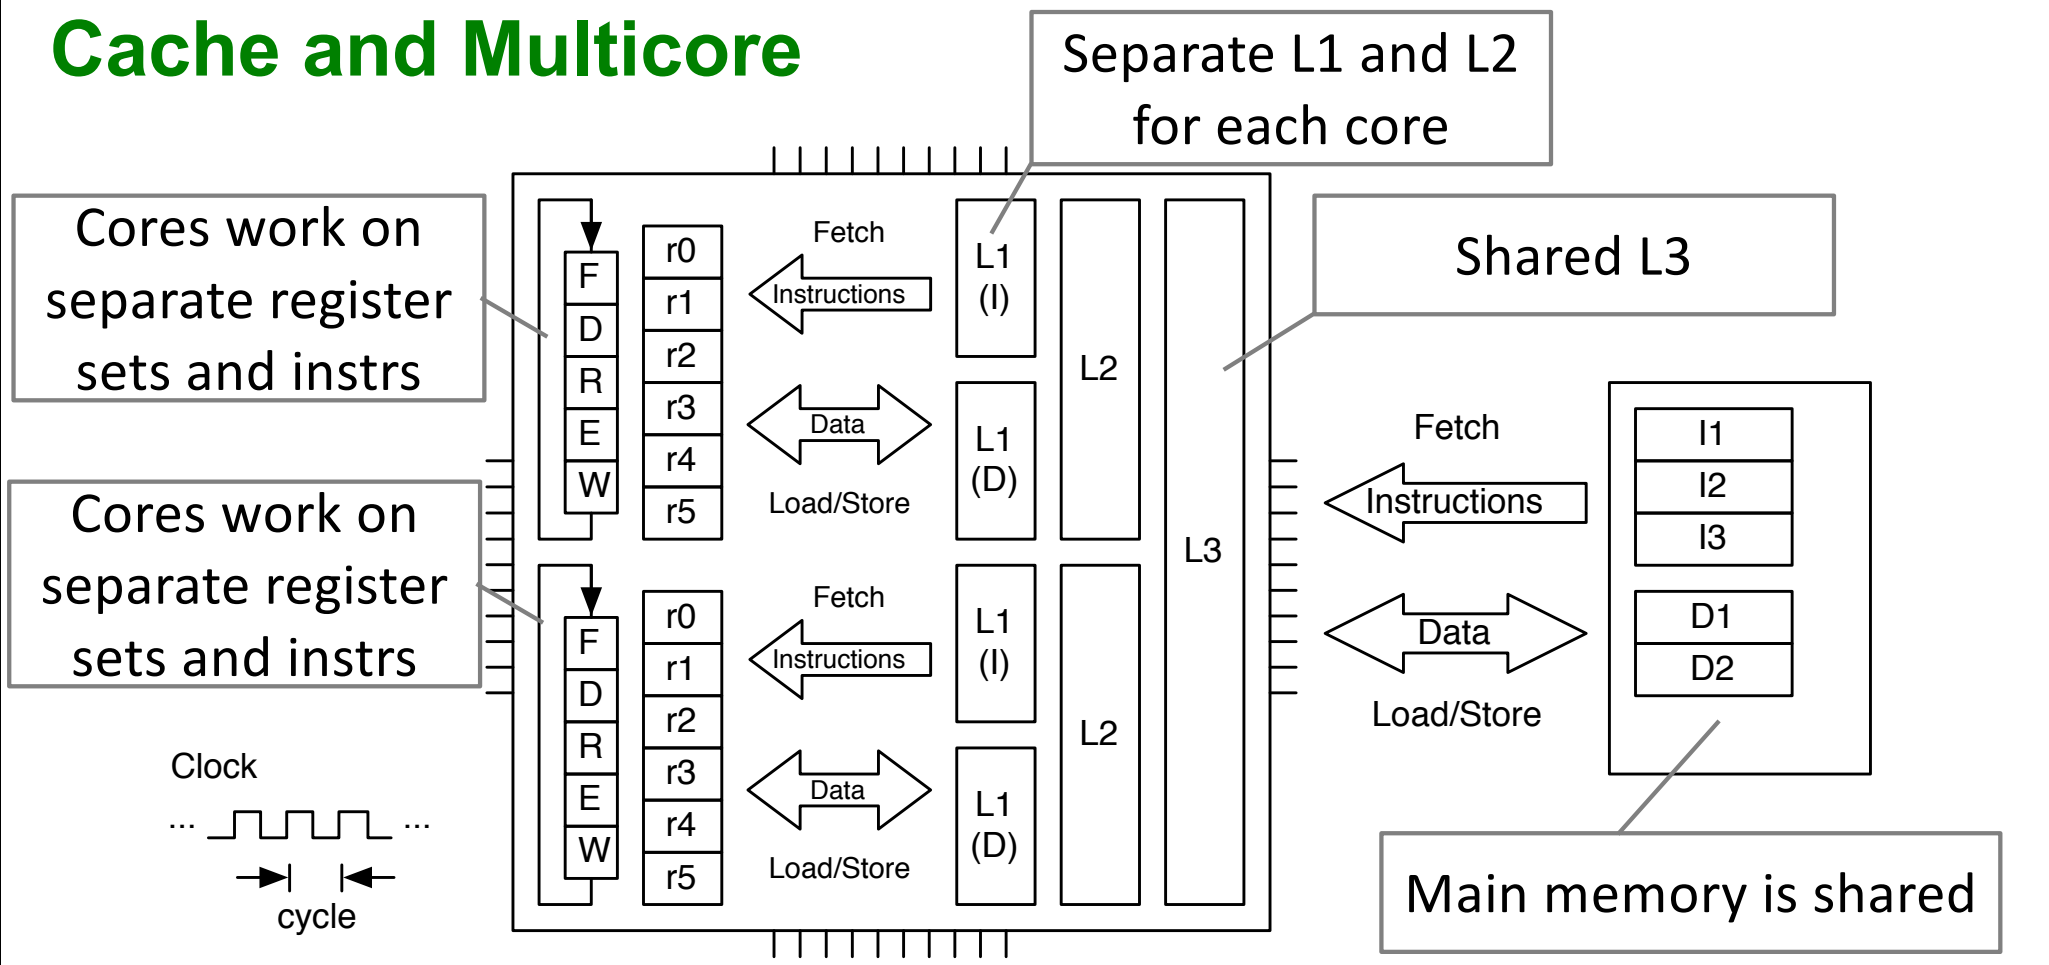 Cache and Multicore
Separate L1 and L2
for each core
Cores work on
separate register
sets and instrs
Shared L3
F
D
R
E
W
r0
r1
r2
r3
r4
r5
Fetch
Instructions
Data
Load/Store
L1
(I)
L1
(D)
L2
L3
Fetch
Instructions
Data
Load/Store
I1
I2
I3
D1
D2
Cores work on
separate register
sets and instrs
F
D
R
E
W
r0
r1
r2
r3
r4
r5
Fetch
Instructions
Data
Load/Store
L1
(I)
L1
(D)
L2
Clock
... ...
cycle
Main memory is shared